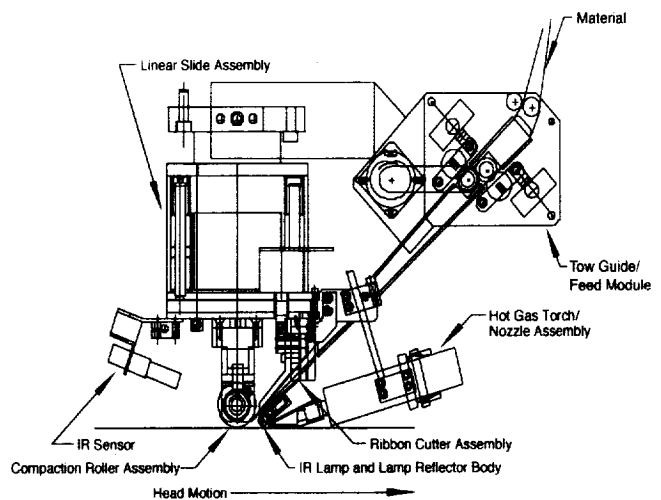 Material
Linear Slide Assembly
Tow Guide/
Feed Module
Hot Gas Torch/
Nozzle Assembly
IR Sensor
Ribbon Cutter Assembly
Compaction Roller Assembly
IR Lamp and Lamp Reflector Body
Head Motion